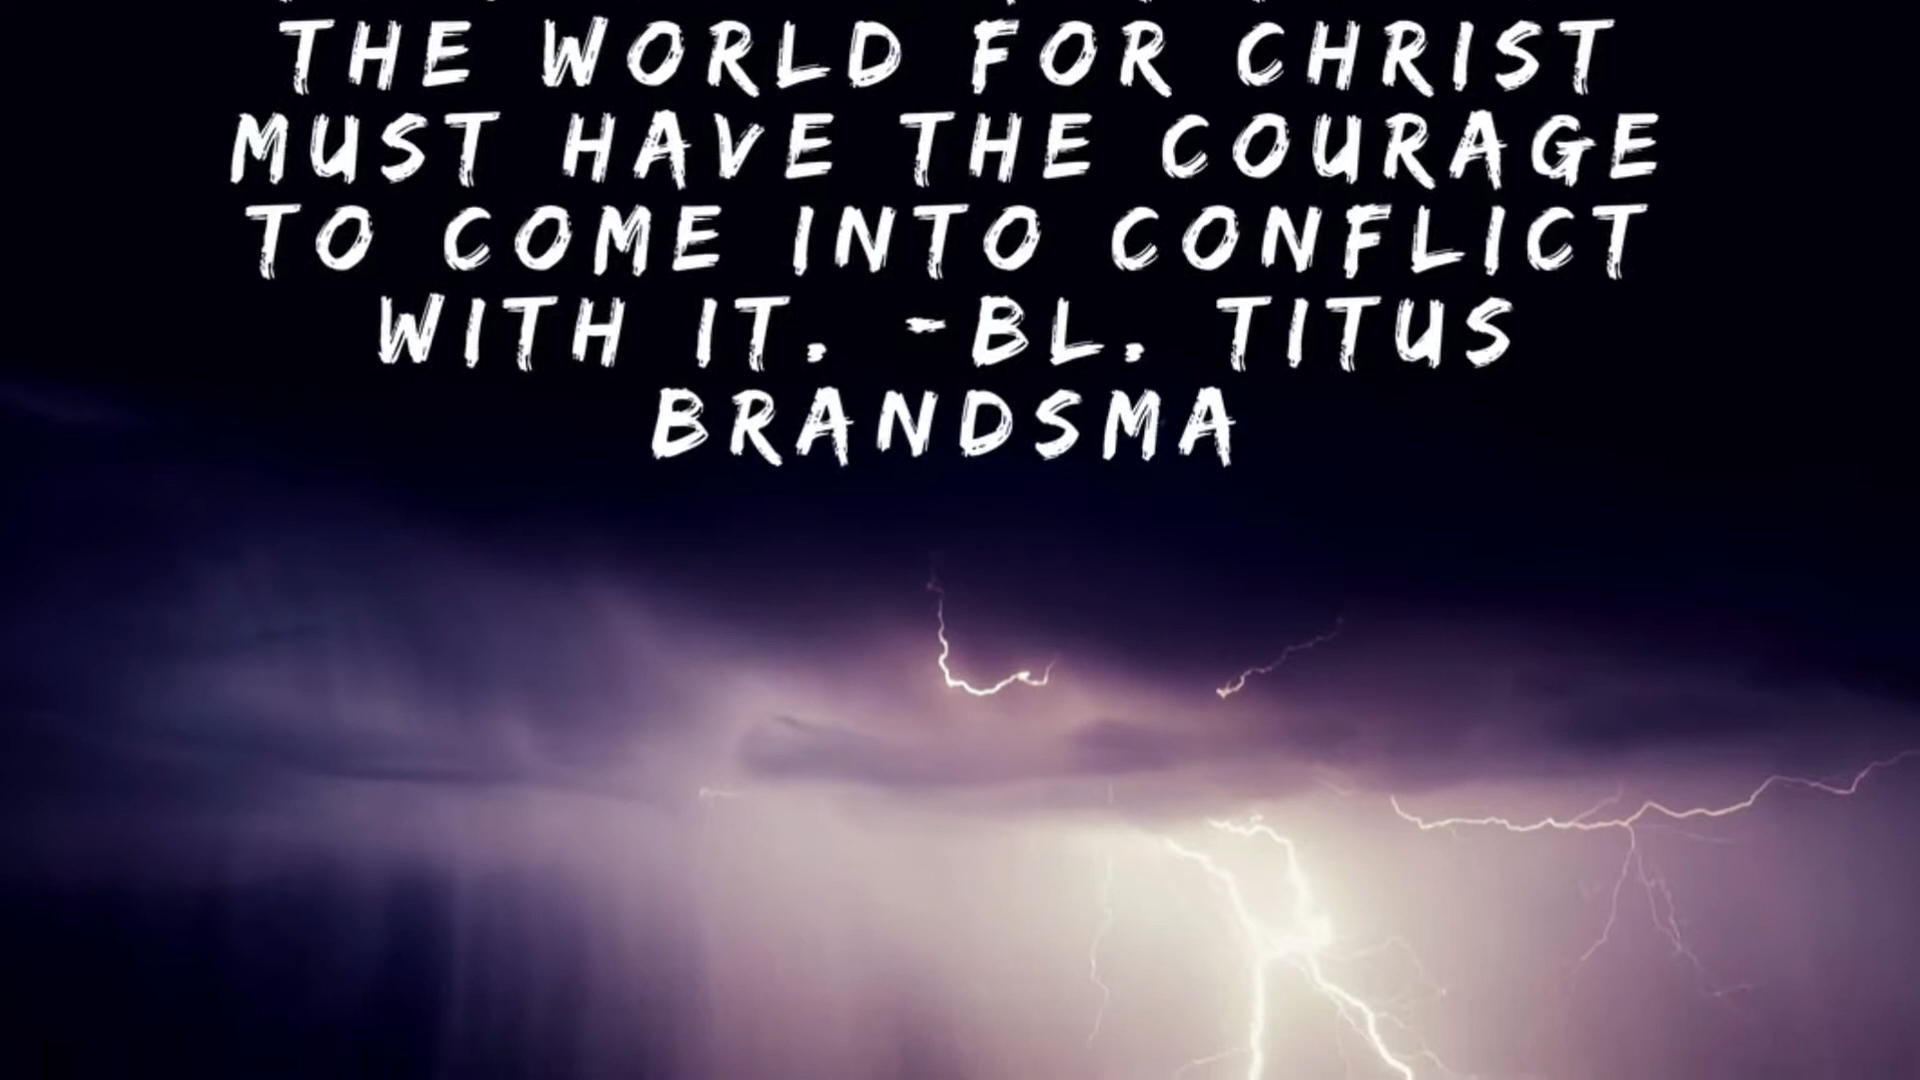 THE WORLD FOR CHRIST
MUST HAVE THE COURAGE
TO COME INTO CONFLICT
WITH IT. -BL. TITUS
BRANDSMA